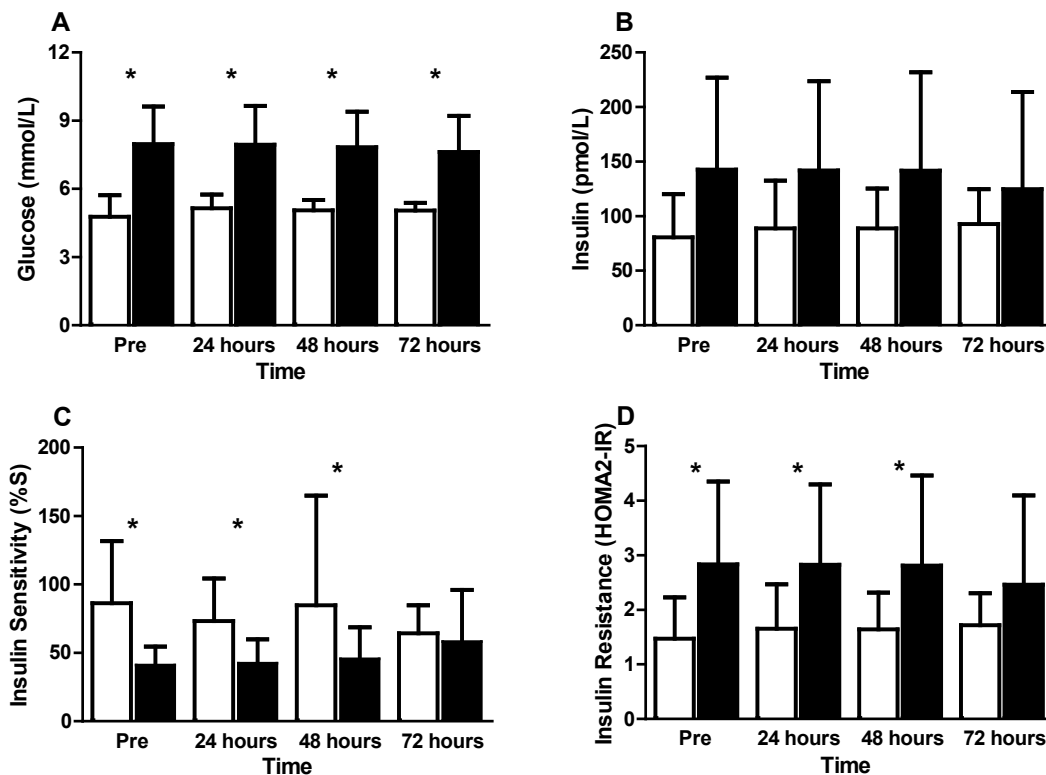 A
Glucose (mmol/L)
12
9
6
3
0
* * * *
Pre 24 hours 48 hours 72 hours
Time
B
Insulin (pmol/L)
250
200
150
100
50
0
Pre 24 hours 48 hours 72 hours
Time
C
Insulin Sensitivity (%S)
200
150
100
50
0
* * *
Pre 24 hours 48 hours 72 hours
Time
D
Insulin Resistance (HOMA2-IR)
5
4
3
2
1
0
* * *
Pre 24 hours 48 hours 72 hours
Time